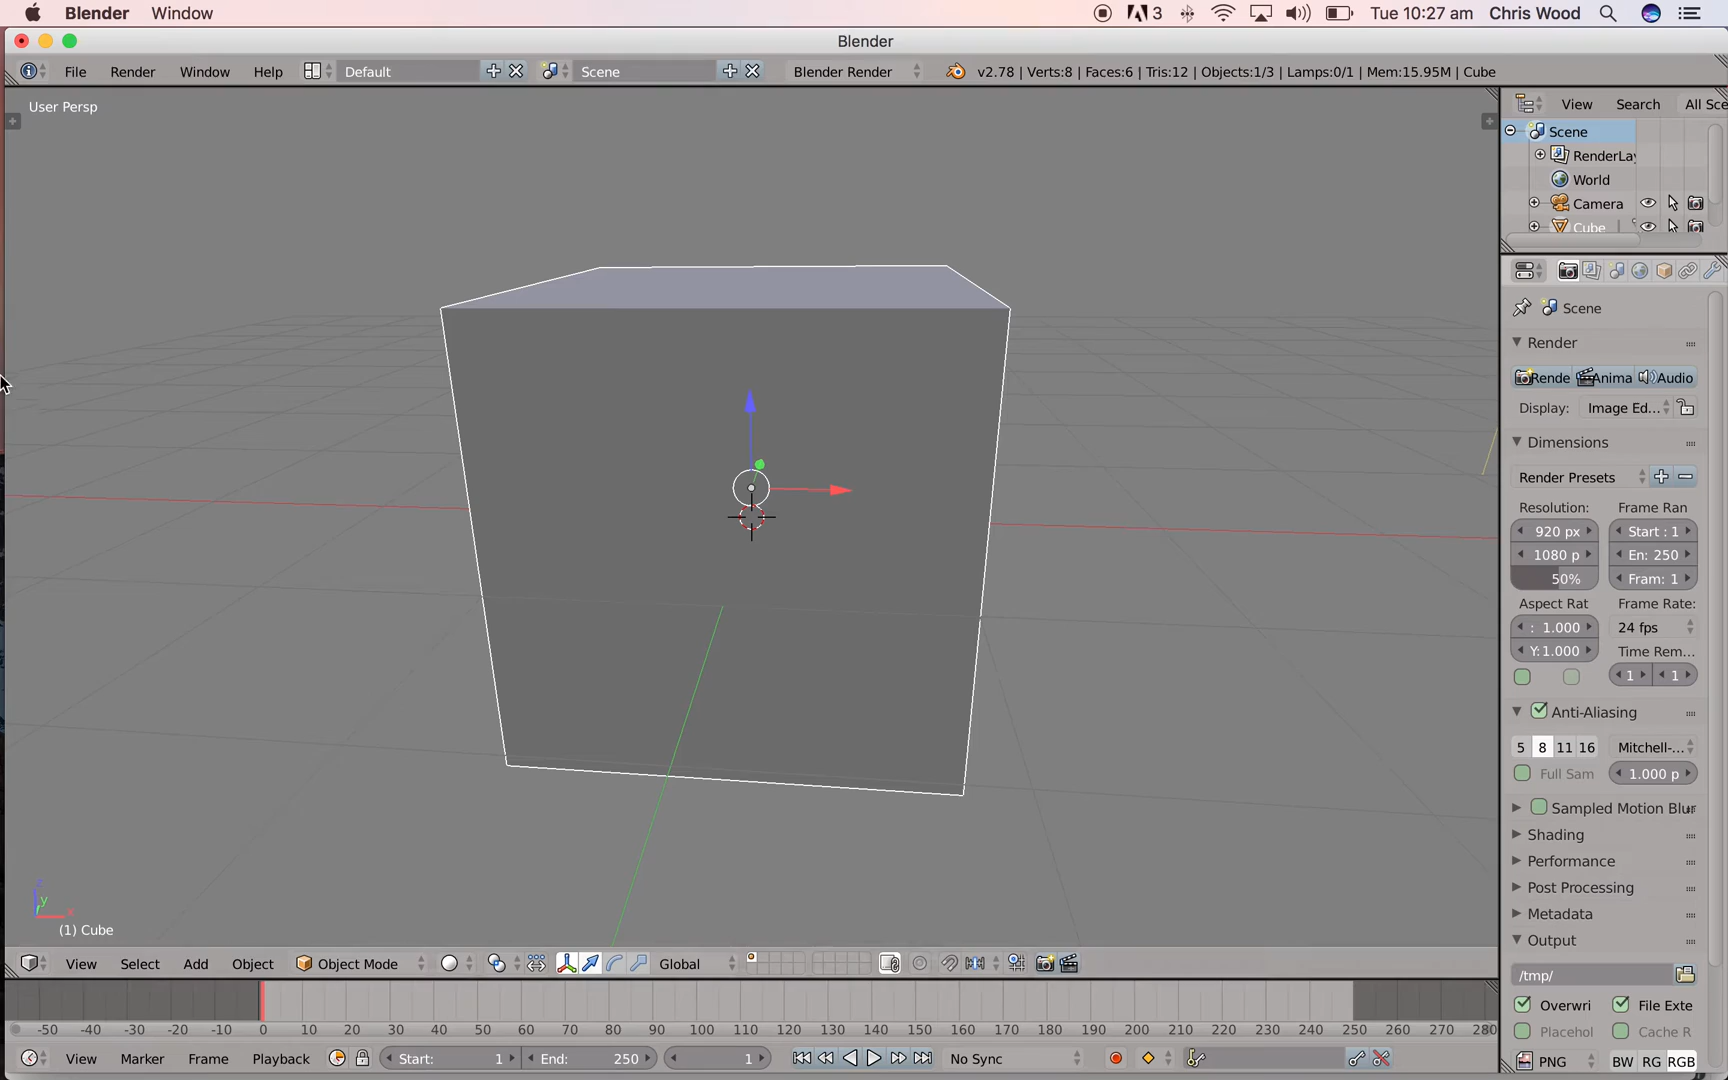 Blender Window 3 Tue 10:27 am Chris Wood
Blender
File Render Window Help Default Scene Blender Render v2.78 | Verts:8 | Faces:6 | Tris:12 | Objects:1/3 | Lamps:0/1 | Mem:15.95M | Cube
User Persp
View Search All Sce
Scene
RenderLay
World
Camera
Cube
Scene
Render
Rende Anima Audio
Display: Image Ed...
Dimensions
Render Presets
Resolution: Frame Ran
920 px Start : 1
1080 p En: 250
50% Fram: 1
Aspect Rat Frame Rate:
: 1.000 24 fps
Y:1.000 Time Rem...
1 1
Anti-Aliasing
5 8 11 16 Mitchell-...
Full Sam 1.000 p
Sampled Motion Blur
Shading
Performance
Post Processing
Metadata
Output
/tmp/
Overwri File Exte
Placehol Cache R
PNG BW RG RGB
z
y
x
(1) Cube
View Select Add Object Object Mode Global
-50 -40 -30 -20 -10 0 10 20 30 40 50 60 70 80 90 100 110 120 130 140 150 160 170 180 190 200 210 220 230 240 250 260 270 280
View Marker Frame Playback Start: 1 End: 250 1 No Sync